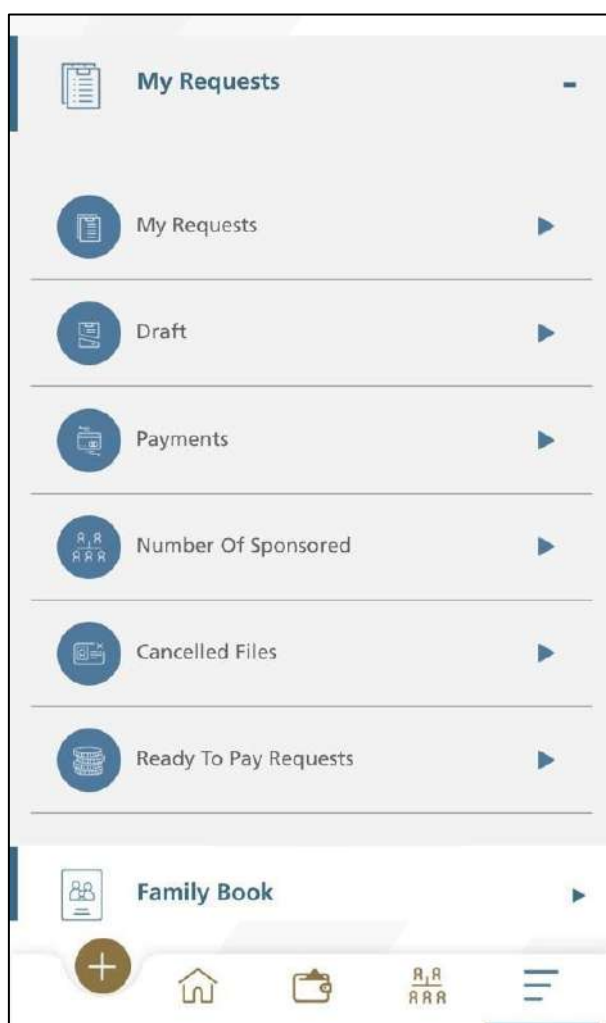 My Requests
My Requests
Draft
Payments
Number Of Sponsored
Cancelled Files
Ready To Pay Requests
Family Book